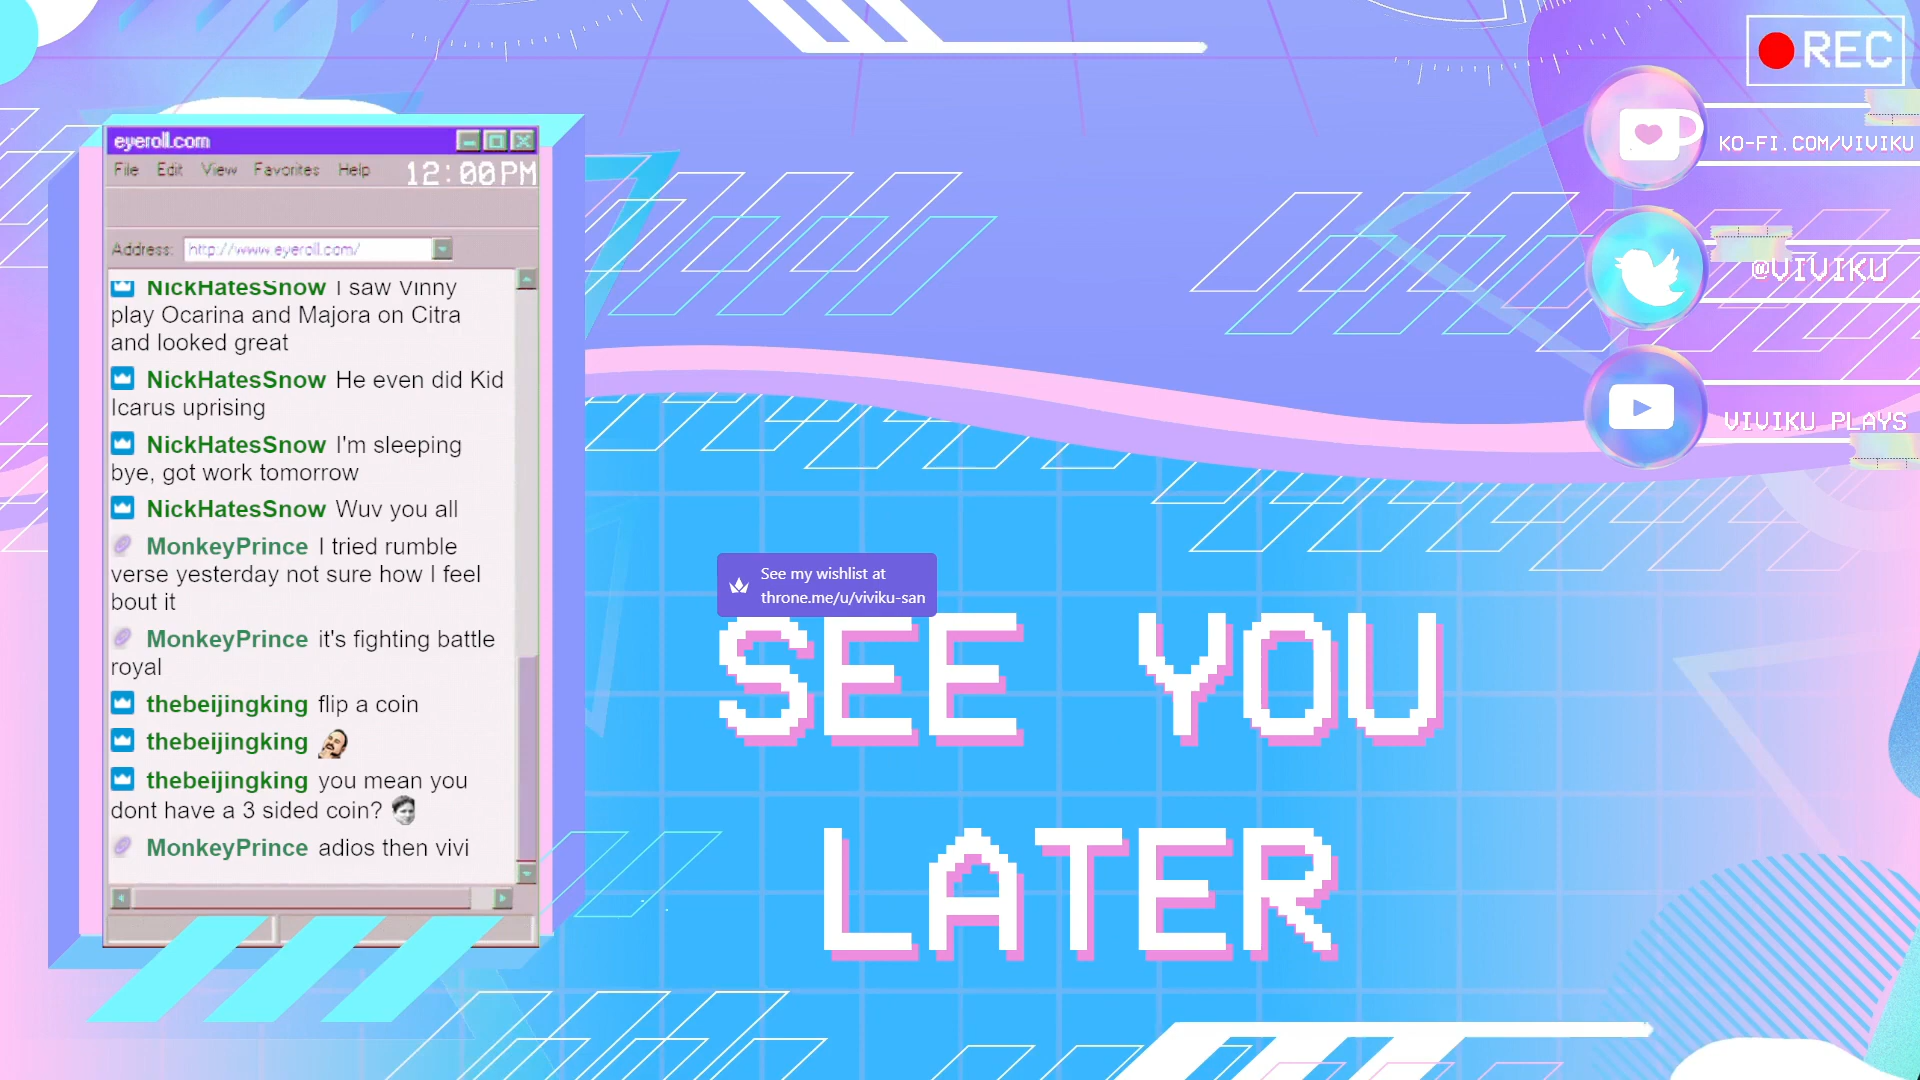 REC
KO-FI.COM/VIVIKU
@VIVIKU
VIVIKU PLAYS
eyeroll.com
File Edit View Favorites Help
12:00PM
Address: http://www.eyeroll.com/
NickHatesSnow I saw Vinny
play Ocarina and Majora on Citra
and looked great
NickHatesSnow He even did Kid
Icarus uprising
NickHatesSnow I'm sleeping
bye, got work tomorrow
NickHatesSnow Wuv you all
MonkeyPrince I tried rumble
verse yesterday not sure how I feel
bout it
MonkeyPrince it's fighting battle
royal
thebeijingking flip a coin
thebeijingking
thebeijingking you mean you
dont have a 3 sided coin?
MonkeyPrince adios then vivi
See my wishlist at
throne.me/u/viviku-san
SEE YOU
LATER